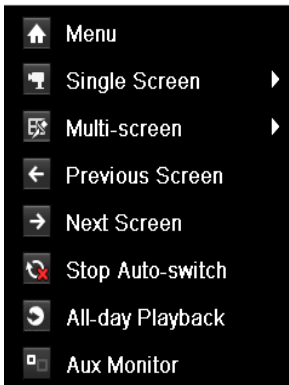 Menu
Single Screen
Multi-screen
Previous Screen
Next Screen
Stop Auto-switch
All-day Playback
Aux Monitor